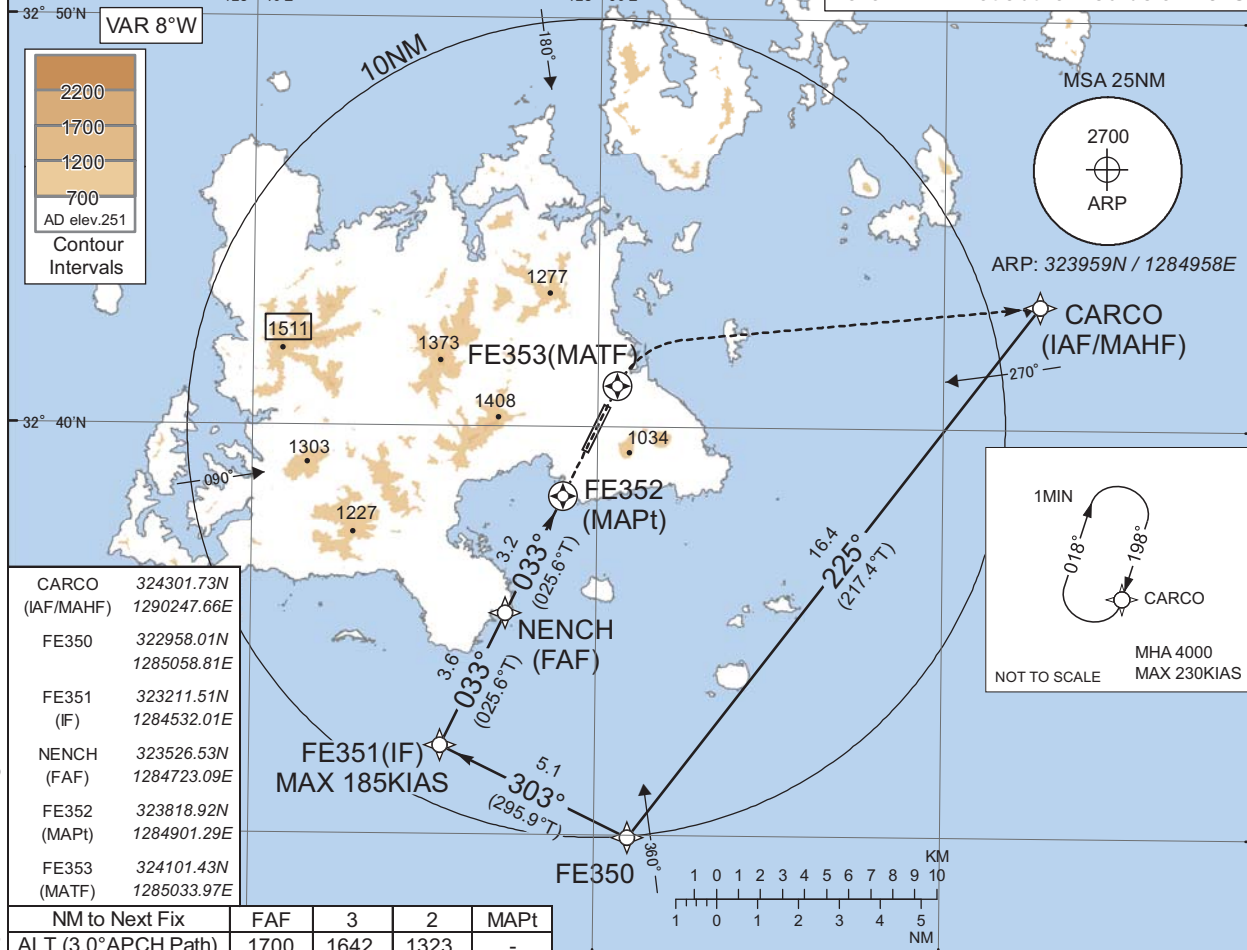 32° 50'N
VAR 8°W
10NM
180°
2200
1700
1200
700
AD elev.251
Contour
Intervals
MSA 25NM
2700
ARP
ARP: 323959N / 1284958E
1277
1511
1373
FE353(MATF)
CARCO
(IAF/MAHF)
270°
1408
32° 40'N
1303
1034
090°
FE352
(MAPt)
1227
3.2
033°
(025.6°T)
16.4
225°
(217.4°T)
NENCH
(FAF)
3.6
033°
(025.6°T)
1MIN
018°
198°
CARCO
MHA 4000
NOT TO SCALE MAX 230KIAS
FE351(IF)
MAX 185KIAS
5.1
303°
(295.9°T)
FE350
360°
CARCO 324301.73N
(IAF/MAHF) 1290247.66E
FE350 322958.01N
1285058.81E
FE351 323211.51N
(IF) 1284532.01E
NENCH 323526.53N
(FAF) 1284723.09E
FE352 323818.92N
(MAPt) 1284901.29E
FE353 324101.43N
(MATF) 1285033.97E
KM
1 0 1 2 3 4 5 6 7 8 9 10
1 0 1 2 3 4 5
NM
NM to Next Fix FAF 3 2 MAPt
ALT (3.0°APCH Path) 1700 1642 1323 -